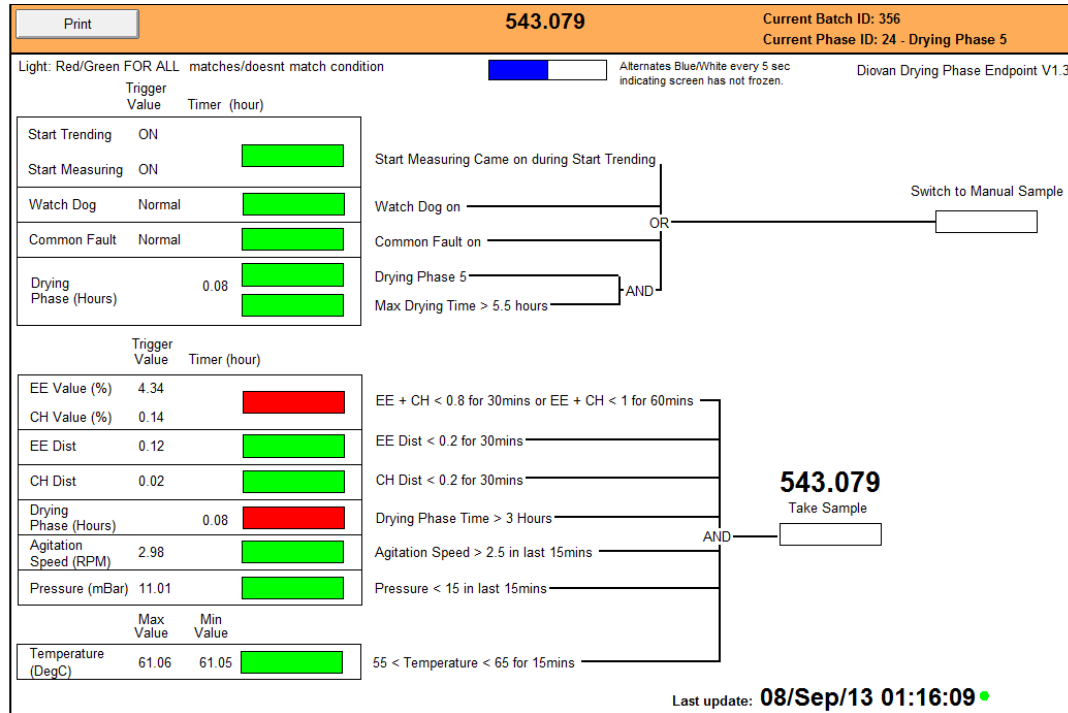 Print
543.079
Current Batch ID: 356
Current Phase ID: 24 - Drying Phase 5
Light: Red/Green FOR ALL matches/doesnt match condition
Alternates Blue/White every 5 sec
indicating screen has not frozen.
Diovan Drying Phase Endpoint V1.3
Trigger
Value Timer (hour)
Start Trending ON
Start Measuring ON
Start Measuring Came on during Start Trending
Watch Dog Normal
Watch Dog on
Common Fault Normal
Common Fault on
Drying
Phase (Hours) 0.08
Drying Phase 5
Max Drying Time > 5.5 hours
AND
OR
Switch to Manual Sample
Trigger
Value Timer (hour)
EE Value (%) 4.34
CH Value (%) 0.14
EE + CH < 0.8 for 30mins or EE + CH < 1 for 60mins
EE Dist 0.12
EE Dist < 0.2 for 30mins
CH Dist 0.02
CH Dist < 0.2 for 30mins
Drying
Phase (Hours) 0.08
Drying Phase Time > 3 Hours
Agitation
Speed (RPM) 2.98
Agitation Speed > 2.5 in last 15mins
Pressure (mBar) 11.01
Pressure < 15 in last 15mins
Max Min
Value Value
Temperature
(DegC) 61.06 61.05
55 < Temperature < 65 for 15mins
AND
543.079
Take Sample
Last update: 08/Sep/13 01:16:09